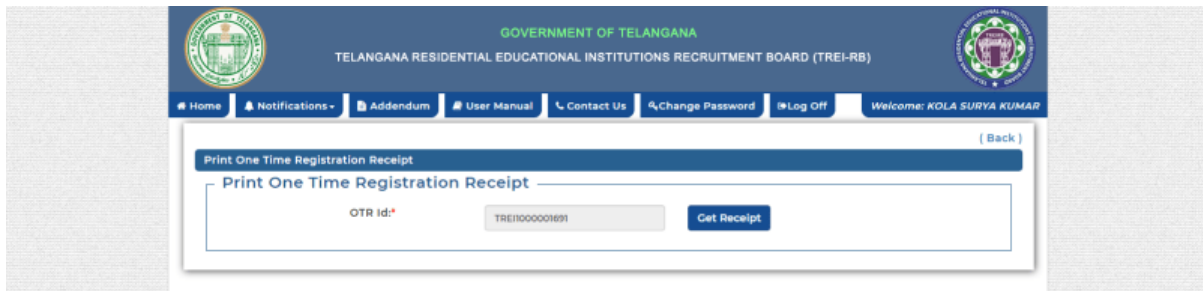 GOVERNMENT OF TELANGANA
TELANGANA RESIDENTIAL EDUCATIONAL INSTITUTIONS RECRUITMENT BOARD (TREI-RB)
Home Notifications Addendum User Manual Contact Us Change Password Log Off Welcome: KOLA SURYA KUMAR
( Back )
Print One Time Registration Receipt
Print One Time Registration Receipt
OTR Id:* TREI1000001691 Get Receipt